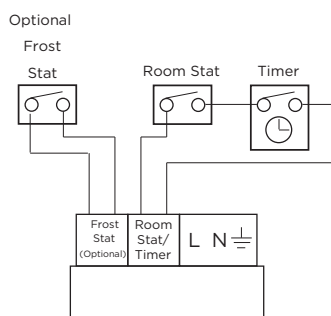 Optional
Frost
Stat
Room Stat
Timer
Frost
Stat
(Optional)
Room
Stat/
Timer
L N